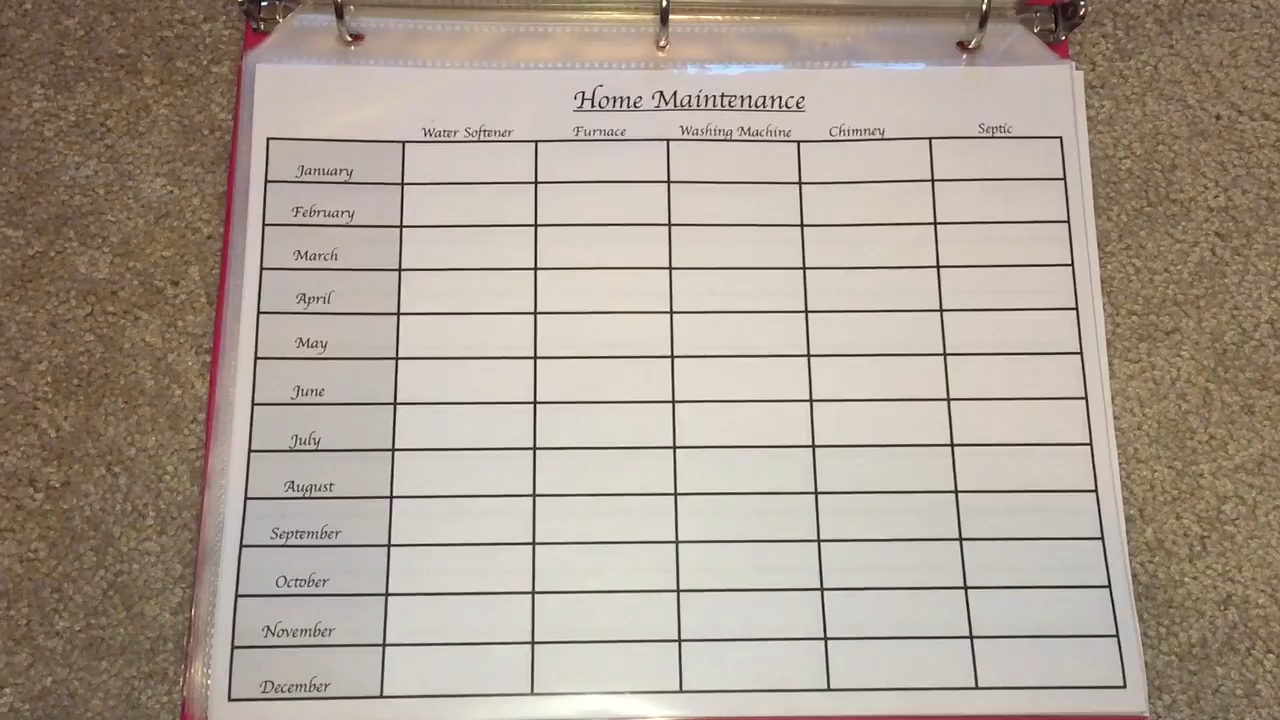 Home Maintenance
Water Softener Furnace Washing Machine Chimney Septic
January
February
March
April
May
June
July
August
September
October
November
December